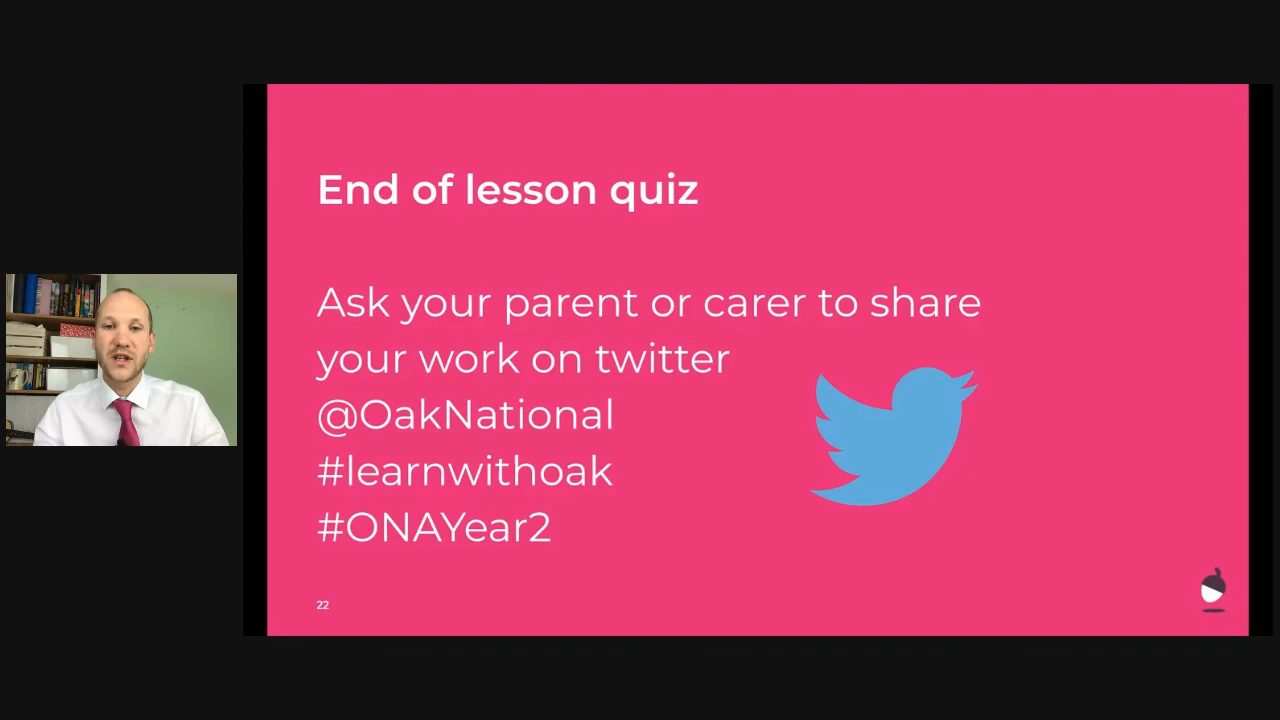 End of lesson quiz
Ask your parent or carer to share
your work on twitter
@OakNational
#learnwithoak
#ONAYear2
22